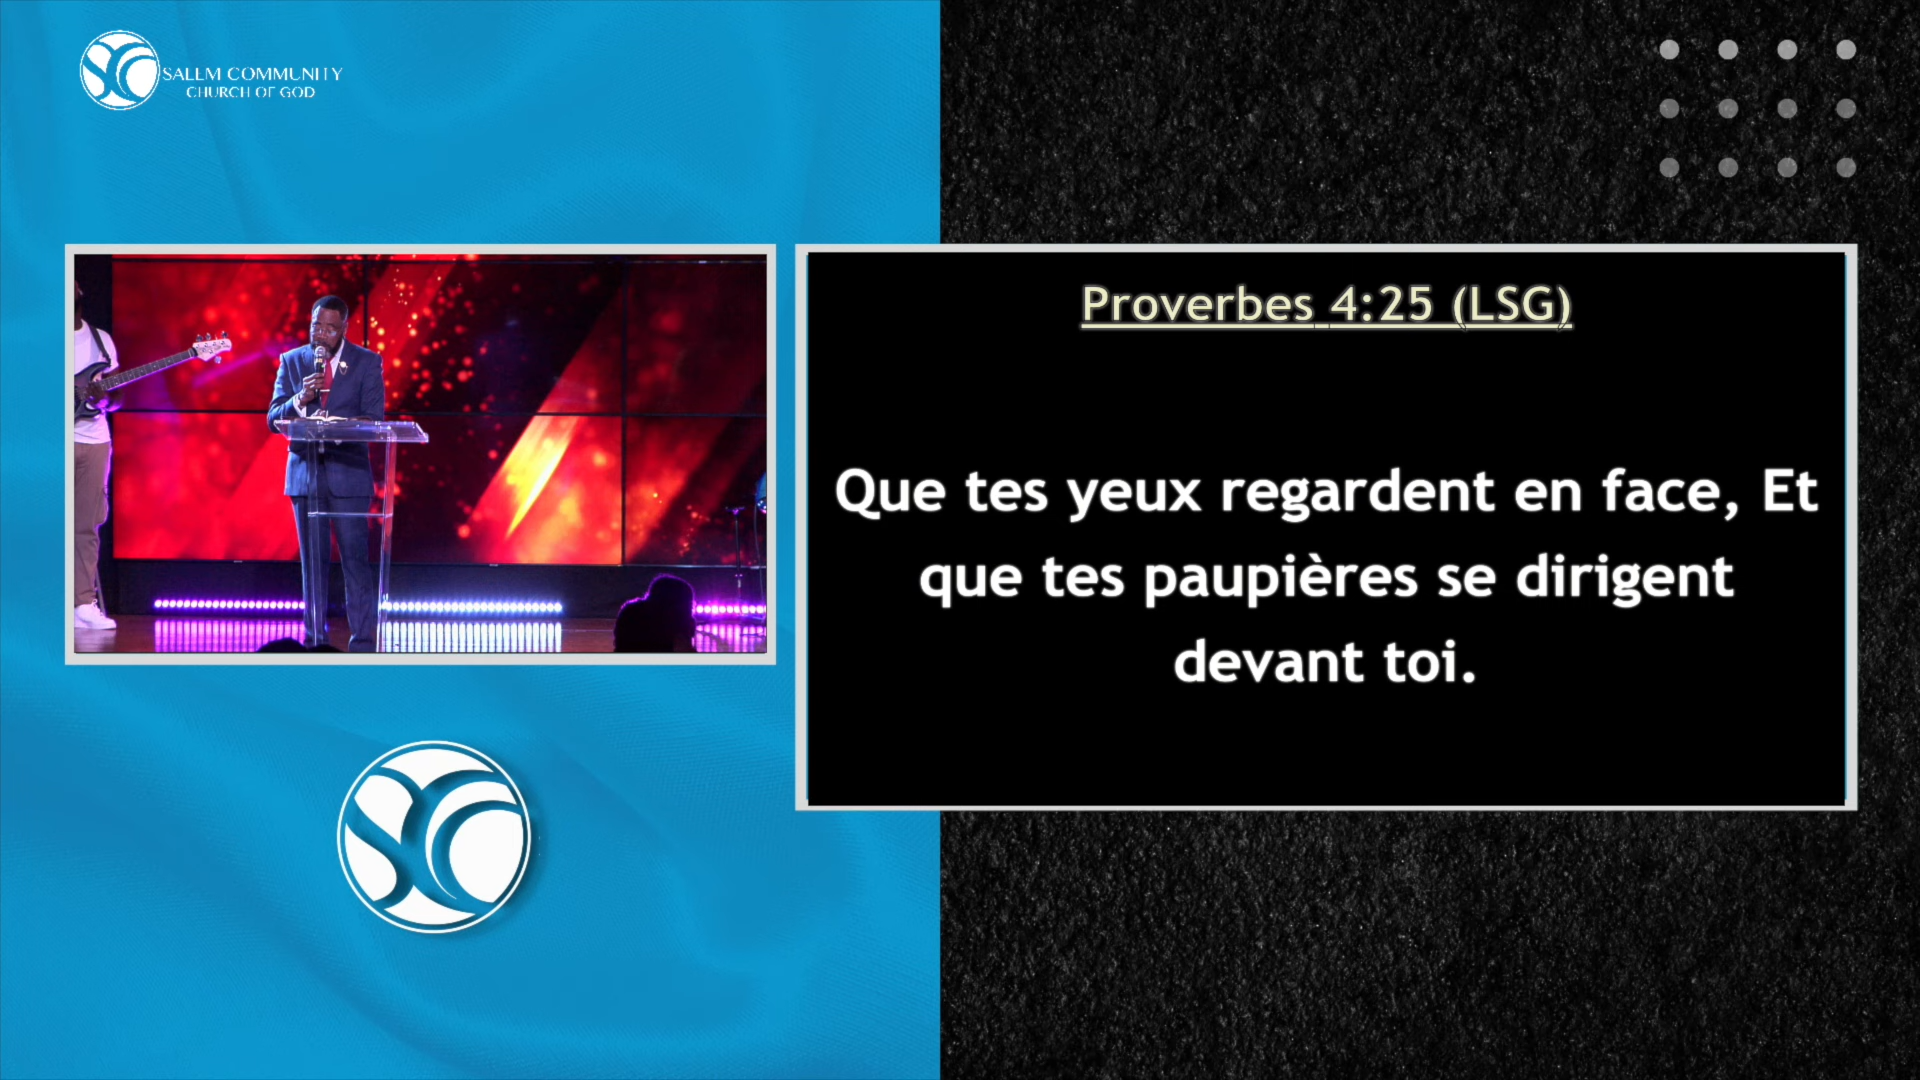 SALEM COMMUNITY
CHURCH OF GOD
Proverbes 4:25 (LSG)
Que tes yeux regardent en face, Et
que tes paupières se dirigent
devant toi.